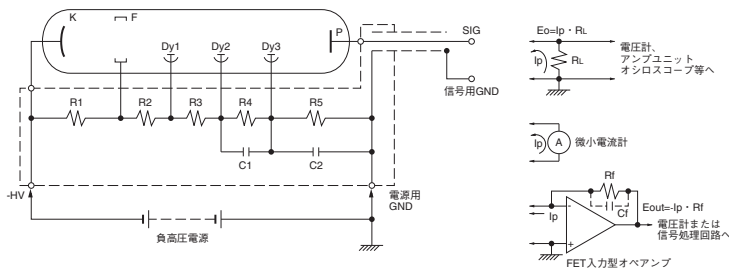 K
F
P
Dy1
Dy2
Dy3
SIG
信号用GND
R1
R2
R3
R4
R5
C1
C2
-HV
電源用
GND
負高圧電源
Eo=Ip・RL
Ip
RL
電圧計、
アンプユニット
オシロスコープ等へ
Ip
A
微小電流計
Rf
Cf
Ip
-
+
Eout=-Ip・Rf
電圧計または
信号処理回路へ
FET入力型オペアンプ